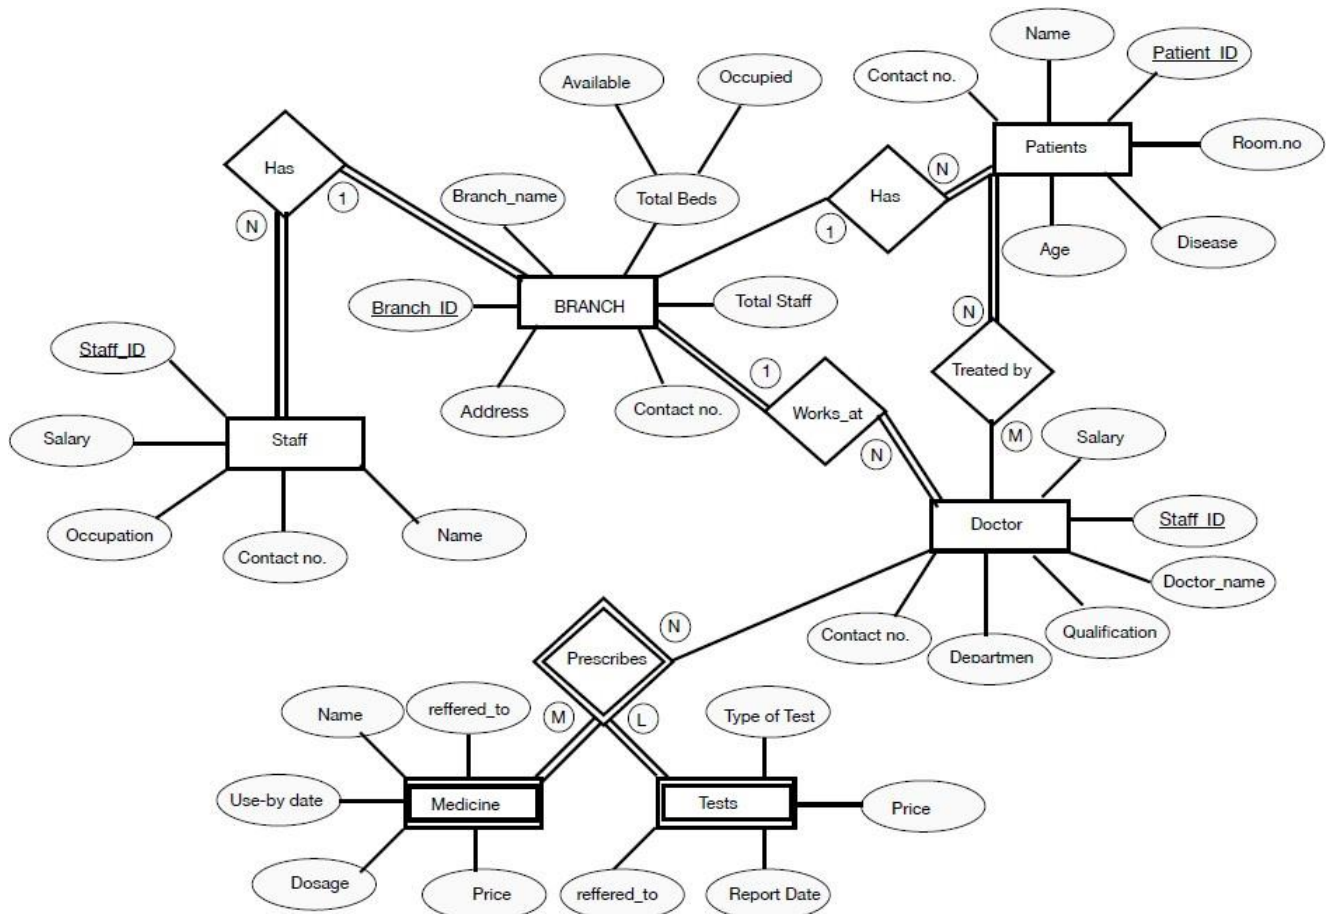 Name
Patient_ID
Contact no.
Available
Occupied
Patients
Room.no
Has
Has
N
Branch_name
Total Beds
1
N
1
Age
Disease
Branch_ID
BRANCH
Total Staff
N
Staff_ID
Treated by
1
Address
Contact no.
Works_at
Salary
Staff
M
Salary
N
Occupation
Name
Doctor
Staff_ID
Contact no.
Doctor_name
N
Contact no.
Qualification
Departmen
Prescribes
Name
reffered_to
M
L
Type of Test
Use-by date
Medicine
Tests
Price
Dosage
Price
reffered_to
Report Date